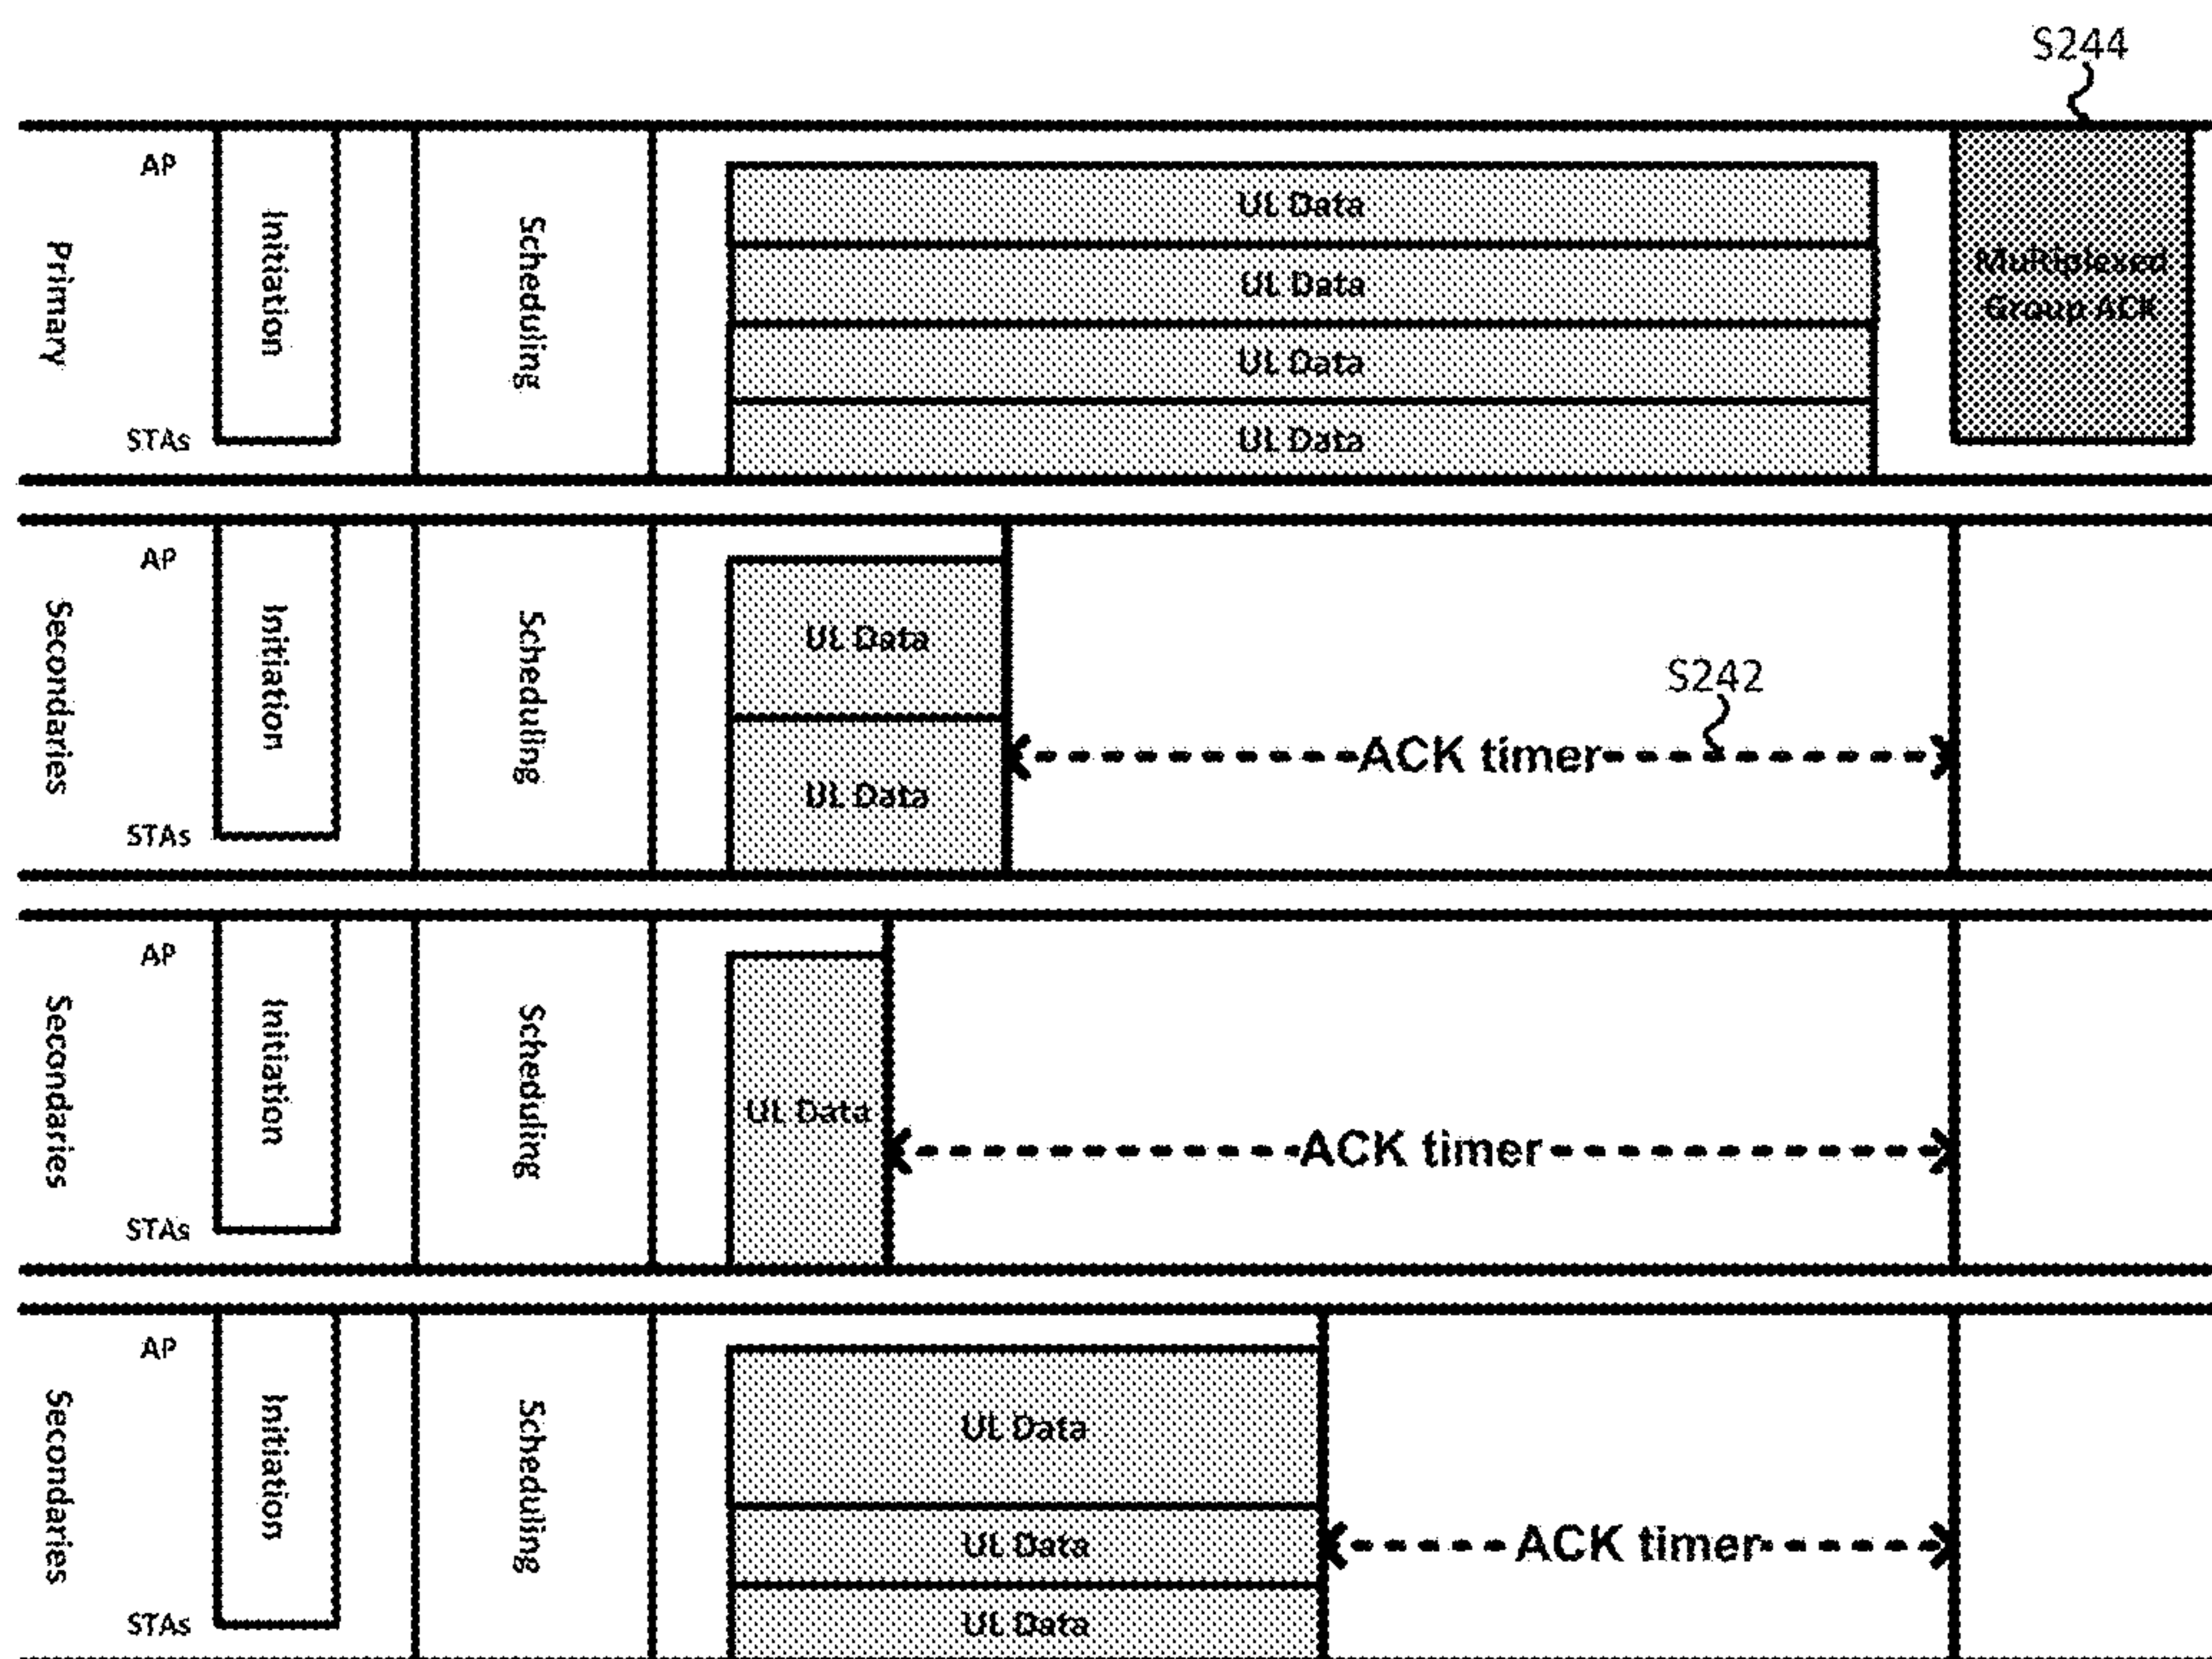 S244
AP
Primary
STAs
Initiation
Scheduling
UL Data
UL Data
UL Data
UL Data
Multiplexed
Group ACK
AP
Secondaries
STAs
Initiation
Scheduling
UL Data
UL Data
S242
ACK timer
AP
Secondaries
STAs
Initiation
Scheduling
UL Data
ACK timer
AP
Secondaries
STAs
Initiation
Scheduling
UL Data
UL Data
UL Data
ACK timer